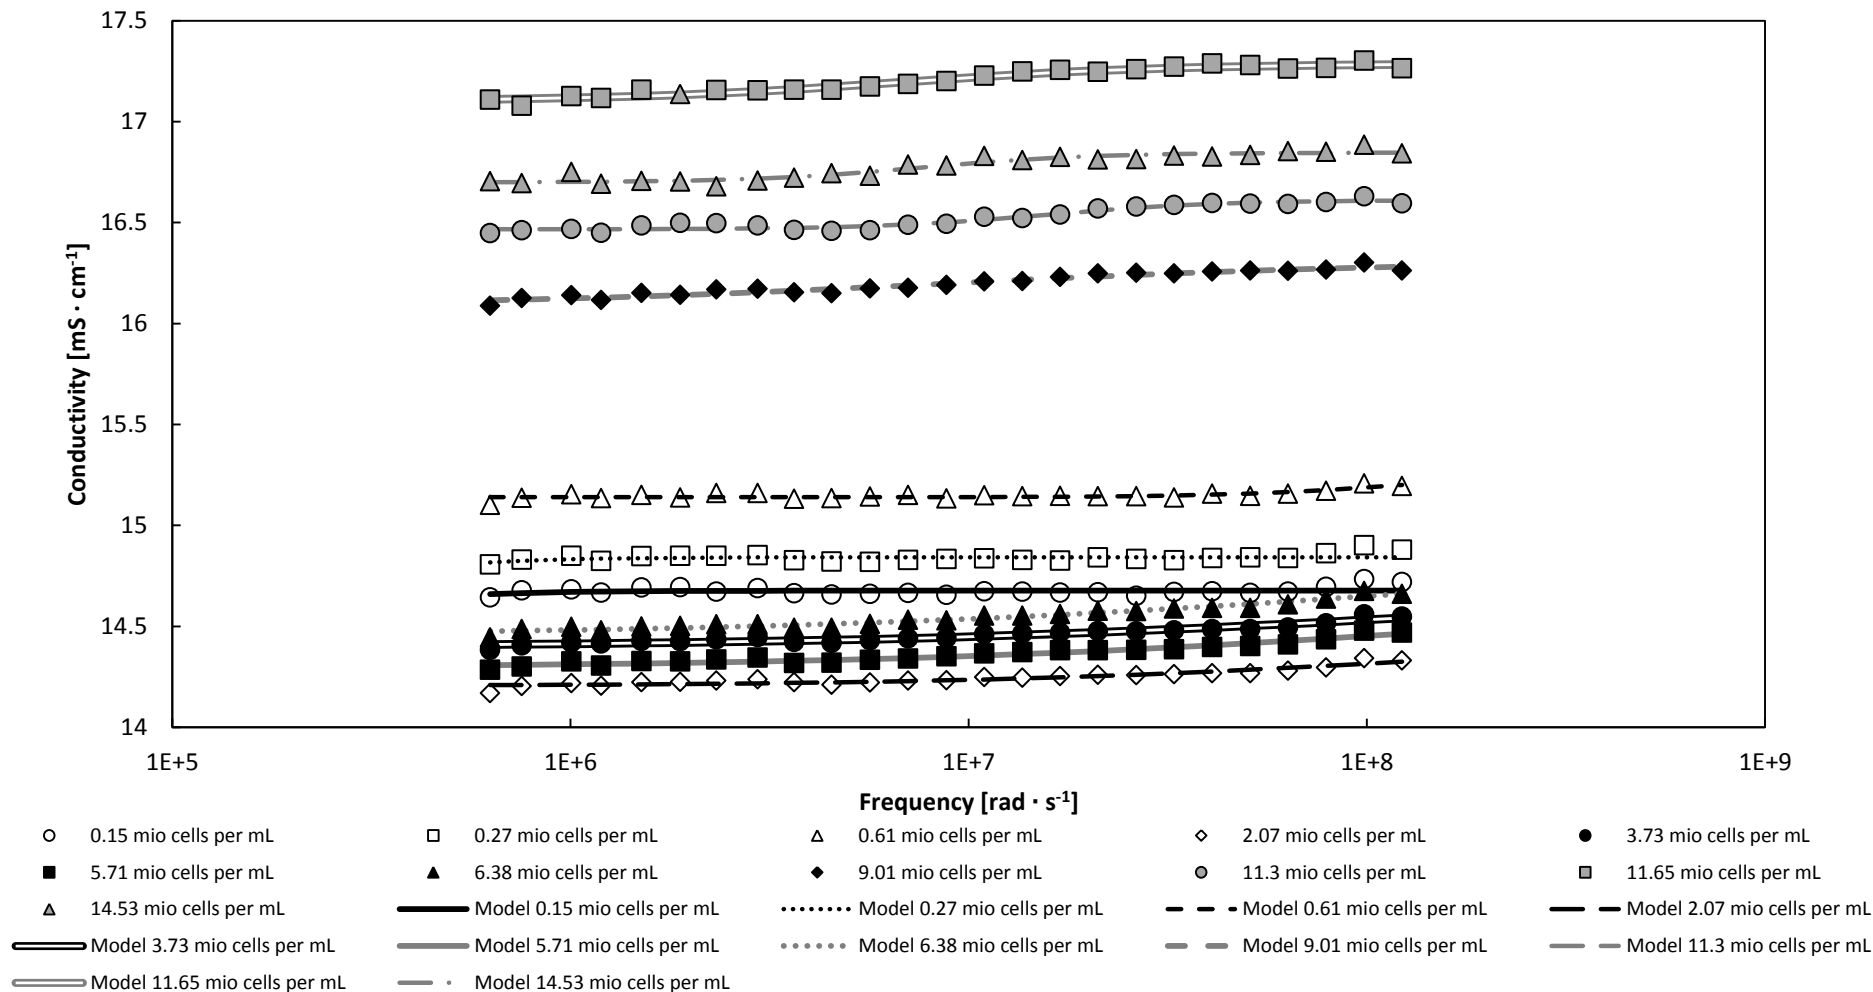 17.5
17
16.5
16
15.5
15
14.5
14
Conductivity [mS · cm⁻¹]
1E+5 1E+6 1E+7 1E+8 1E+9
Frequency [rad · s⁻¹]
0.15 mio cells per mL 0.27 mio cells per mL 0.61 mio cells per mL 2.07 mio cells per mL 3.73 mio cells per mL
5.71 mio cells per mL 6.38 mio cells per mL 9.01 mio cells per mL 11.3 mio cells per mL 11.65 mio cells per mL
14.53 mio cells per mL Model 0.15 mio cells per mL Model 0.27 mio cells per mL Model 0.61 mio cells per mL Model 2.07 mio cells per mL
Model 3.73 mio cells per mL Model 5.71 mio cells per mL Model 6.38 mio cells per mL Model 9.01 mio cells per mL Model 11.3 mio cells per mL
Model 11.65 mio cells per mL Model 14.53 mio cells per mL